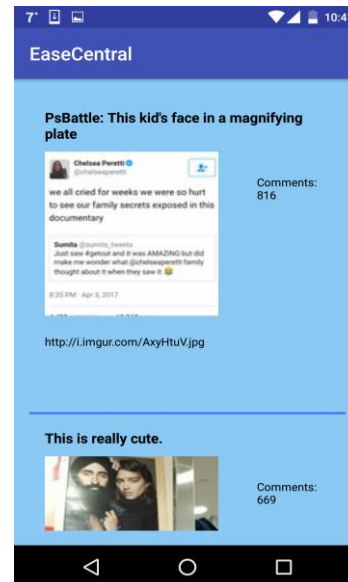 7°
10:4
EaseCentral
PsBattle: This kid's face in a magnifying
plate
Chelsea Peretti
@chelseaperetti
we all cried for weeks we were so hurt
to see our family secrets exposed in this
documentary
Sumita @sumita_tweets
Just saw #getout and it was AMAZING but did
make me wonder what @chelseaperetti family
thought about it when they saw it 😂
8:35 PM · Apr 3, 2017
Comments:
816
http://i.imgur.com/AxyHtuV.jpg
This is really cute.
Comments:
669